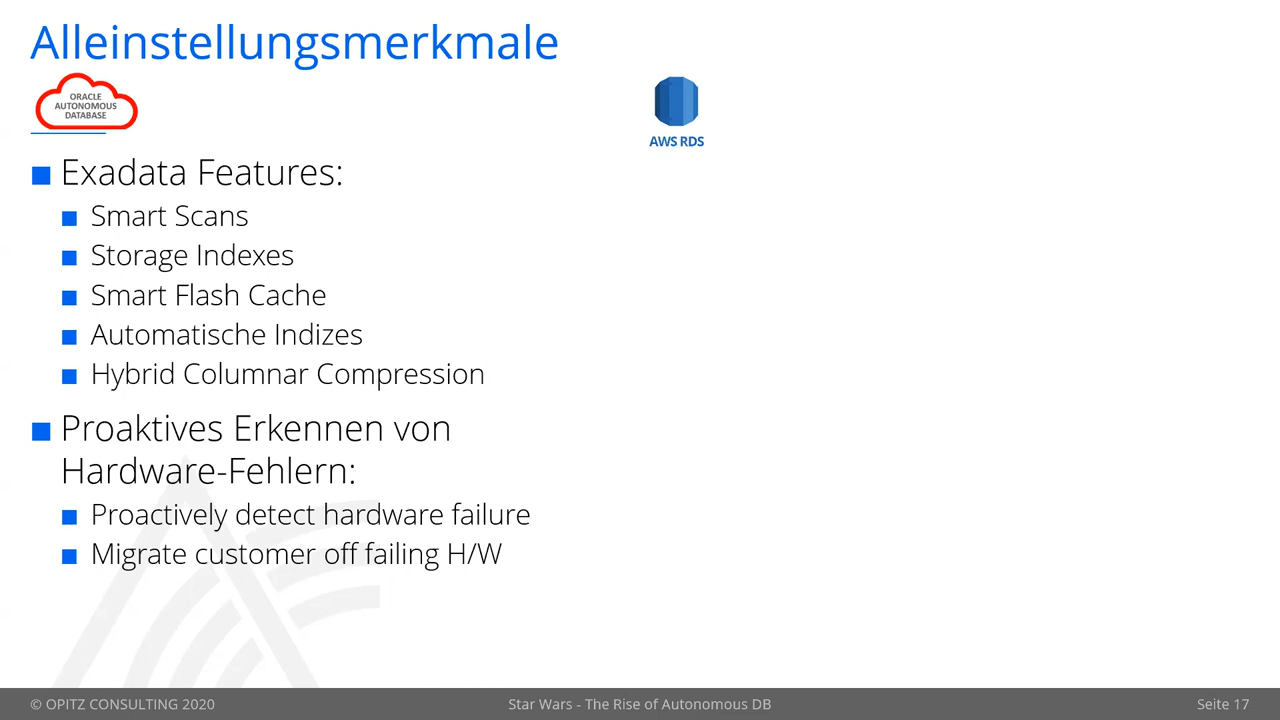 Alleinstellungsmerkmale
ORACLE
AUTONOMOUS
DATABASE
AWS RDS
Exadata Features:
Smart Scans
Storage Indexes
Smart Flash Cache
Automatische Indizes
Hybrid Columnar Compression
Proaktives Erkennen von
Hardware-Fehlern:
Proactively detect hardware failure
Migrate customer off failing H/W
© OPITZ CONSULTING 2020
Star Wars - The Rise of Autonomous DB
Seite 17